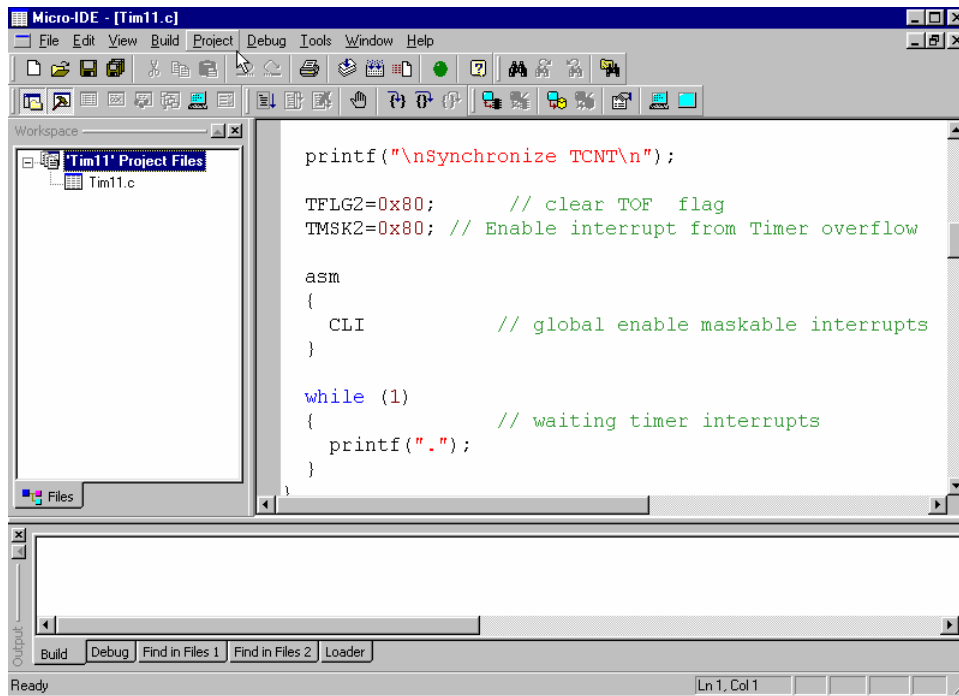 Micro-IDE - [Tim11.c]
File Edit View Build Project Debug Tools Window Help
Workspace
'Tim11' Project Files
Tim11.c
Files
printf("\nSynchronize TCNT\n");
TFLG2=0x80; // clear TOF flag
TMSK2=0x80; // Enable interrupt from Timer overflow
asm
{
CLI // global enable maskable interrupts
}
while (1)
{ // waiting timer interrupts
printf(".");
}
}
Output
Build Debug Find in Files 1 Find in Files 2 Loader
Ready Ln 1, Col 1